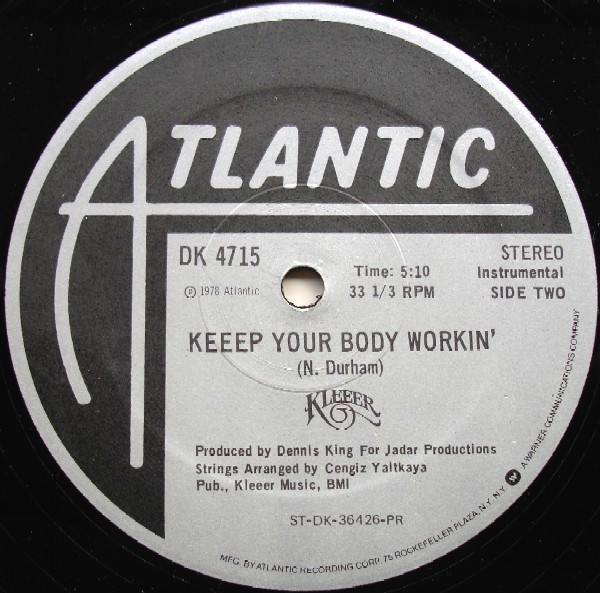 ATLANTIC
DK 4715
℗ 1978 Atlantic
Time: 5:10
33 1/3 RPM
STEREO
Instrumental
SIDE TWO
KEEEP YOUR BODY WORKIN'
(N. Durham)
KLEEER
Produced by Dennis King For Jadar Productions
Strings Arranged by Cengiz Yaltkaya
Pub., Kleeer Music, BMI
ST-DK-36426-PR
MFG. BY ATLANTIC RECORDING CORP. 75 ROCKEFELLER PLAZA, N.Y. N.Y. W A WARNER COMMUNICATIONS COMPANY